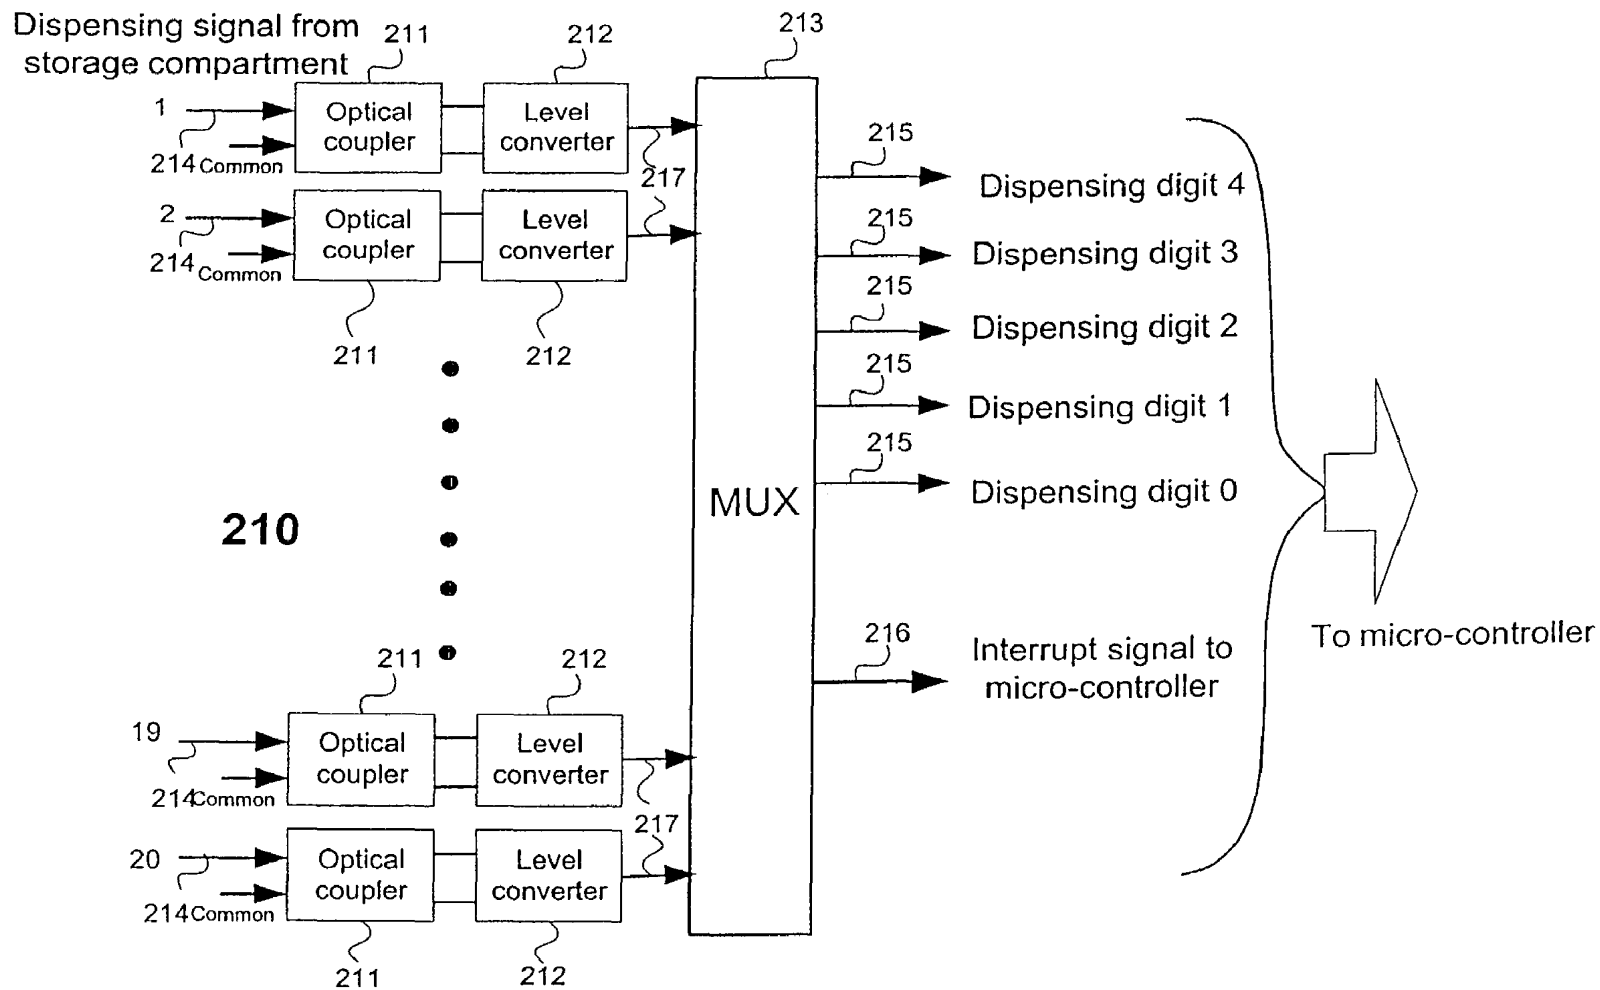 Dispensing signal from
storage compartment
211
212
213
1
Optical
coupler
Level
converter
214 Common
217
2
Optical
coupler
Level
converter
214 Common
211
212
215
Dispensing digit 4
215
Dispensing digit 3
215
Dispensing digit 2
215
Dispensing digit 1
215
Dispensing digit 0
MUX
210
216
Interrupt signal to
micro-controller
To micro-controller
211
212
19
Optical
coupler
Level
converter
214 Common
217
20
Optical
coupler
Level
converter
214 Common
211
212